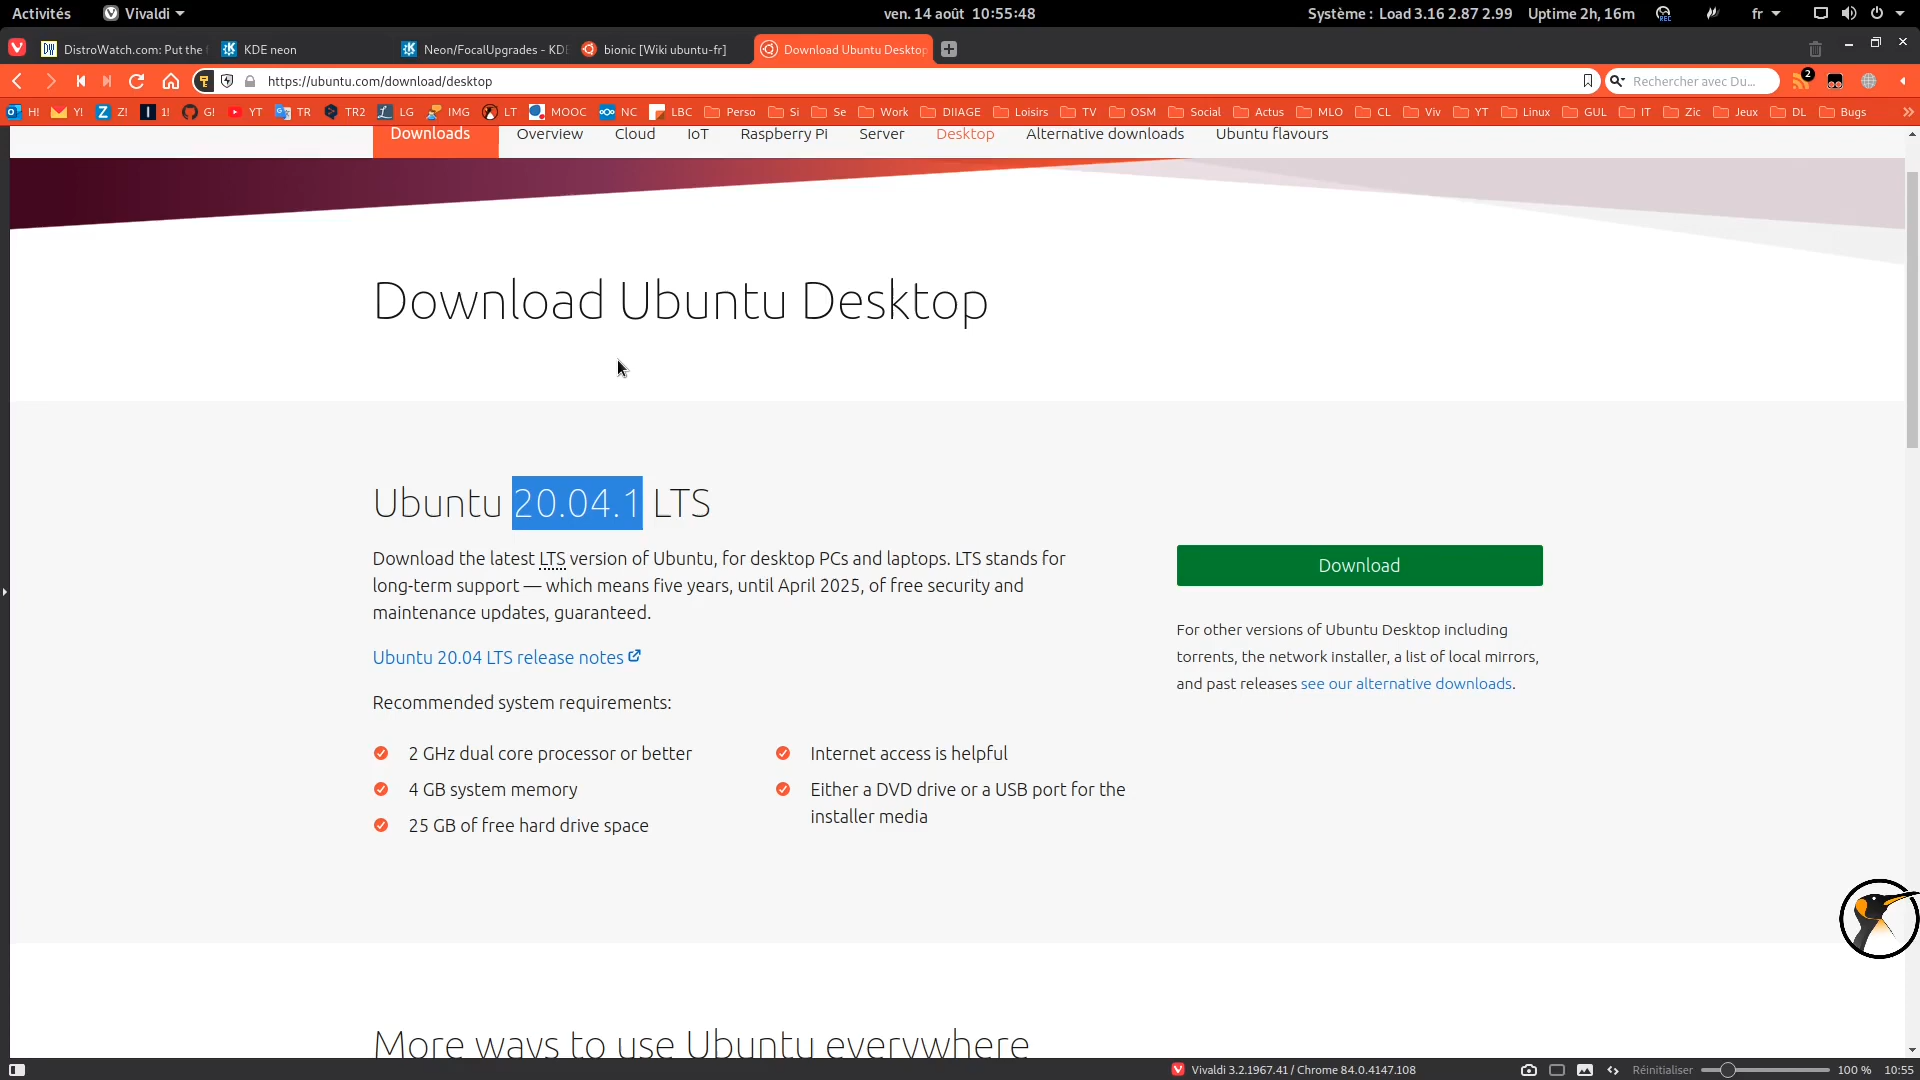 Activités Vivaldi ven. 14 août 10:55:48 Système : Load 3.16 2.87 2.99 Uptime 2h, 16m REC fr
DW DistroWatch.com: Put the KDE neon Neon/FocalUpgrades - KDE bionic [Wiki ubuntu-fr] Download Ubuntu Desktop
https://ubuntu.com/download/desktop Rechercher avec Du... 2
H! Y! Z! 1! G! YT TR TR2 LG IMG LT MOOC NC LBC Perso Si Se Work DIIAGE Loisirs TV OSM Social Actus MLO CL Viv YT Linux GUL IT Zic Jeux DL Bugs
Downloads Overview Cloud IoT Raspberry Pi Server Desktop Alternative downloads Ubuntu flavours
Download Ubuntu Desktop
Ubuntu 20.04.1 LTS
Download the latest LTS version of Ubuntu, for desktop PCs and laptops. LTS stands for
long-term support — which means five years, until April 2025, of free security and
maintenance updates, guaranteed.
Ubuntu 20.04 LTS release notes
Recommended system requirements:
2 GHz dual core processor or better
4 GB system memory
25 GB of free hard drive space
Internet access is helpful
Either a DVD drive or a USB port for the
installer media
Download
For other versions of Ubuntu Desktop including
torrents, the network installer, a list of local mirrors,
and past releases see our alternative downloads.
More ways to use Ubuntu everywhere
Vivaldi 3.2.1967.41 / Chrome 84.0.4147.108 Réinitialiser 100 % 10:55